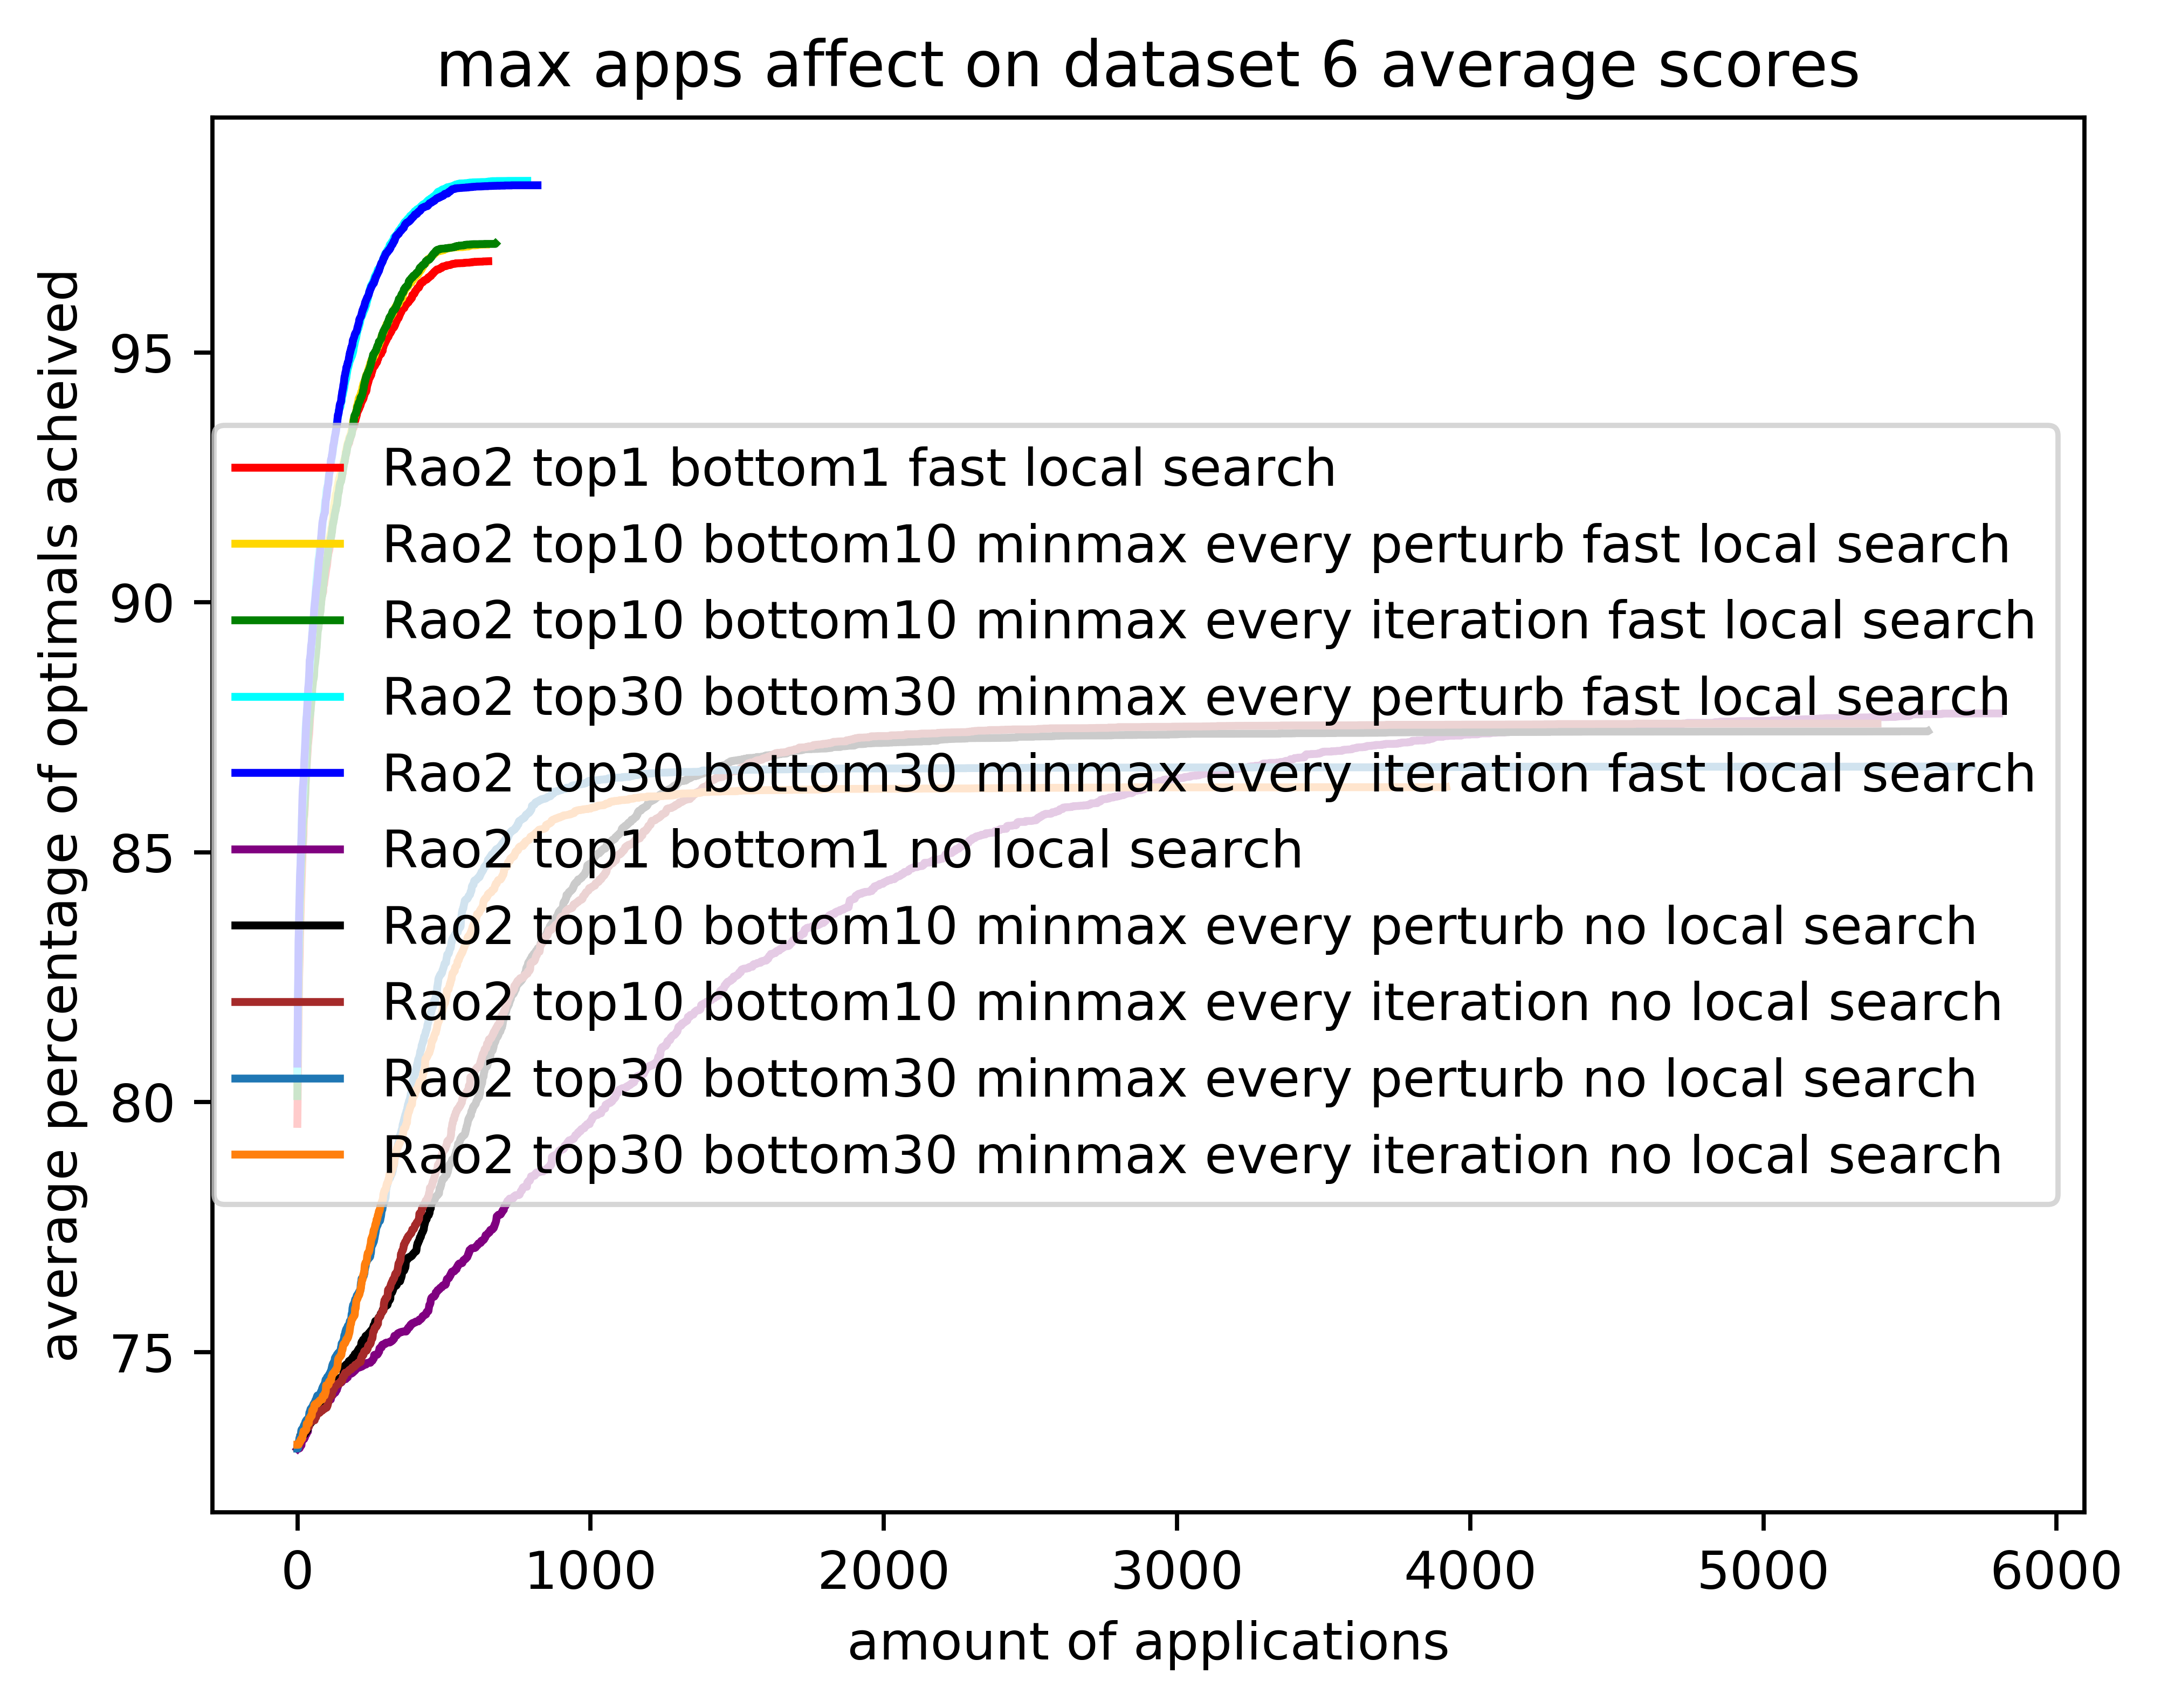 max apps affect on dataset 6 average scores
average percentage of optimals acheived
95
90
85
80
75
Rao2 top1 bottom1 fast local search
Rao2 top10 bottom10 minmax every perturb fast local search
Rao2 top10 bottom10 minmax every iteration fast local search
Rao2 top30 bottom30 minmax every perturb fast local search
Rao2 top30 bottom30 minmax every iteration fast local search
Rao2 top1 bottom1 no local search
Rao2 top10 bottom10 minmax every perturb no local search
Rao2 top10 bottom10 minmax every iteration no local search
Rao2 top30 bottom30 minmax every perturb no local search
Rao2 top30 bottom30 minmax every iteration no local search
0 1000 2000 3000 4000 5000 6000
amount of applications